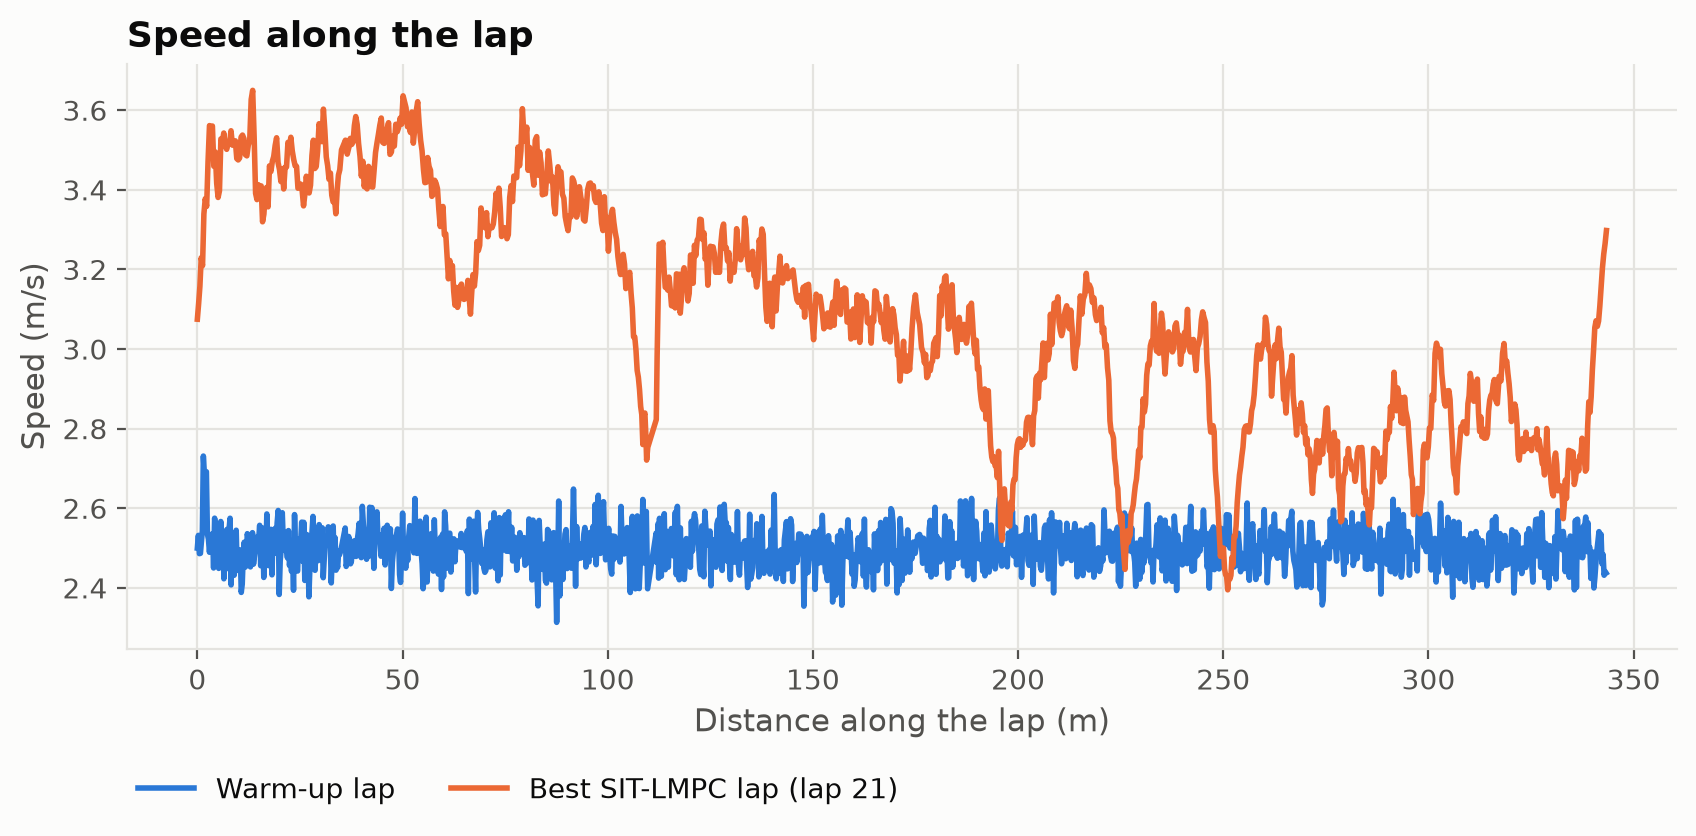 Speed along the lap
Speed (m/s)
3.6
3.4
3.2
3.0
2.8
2.6
2.4
0 50 100 150 200 250 300 350
Distance along the lap (m)
Warm-up lap Best SIT-LMPC lap (lap 21)